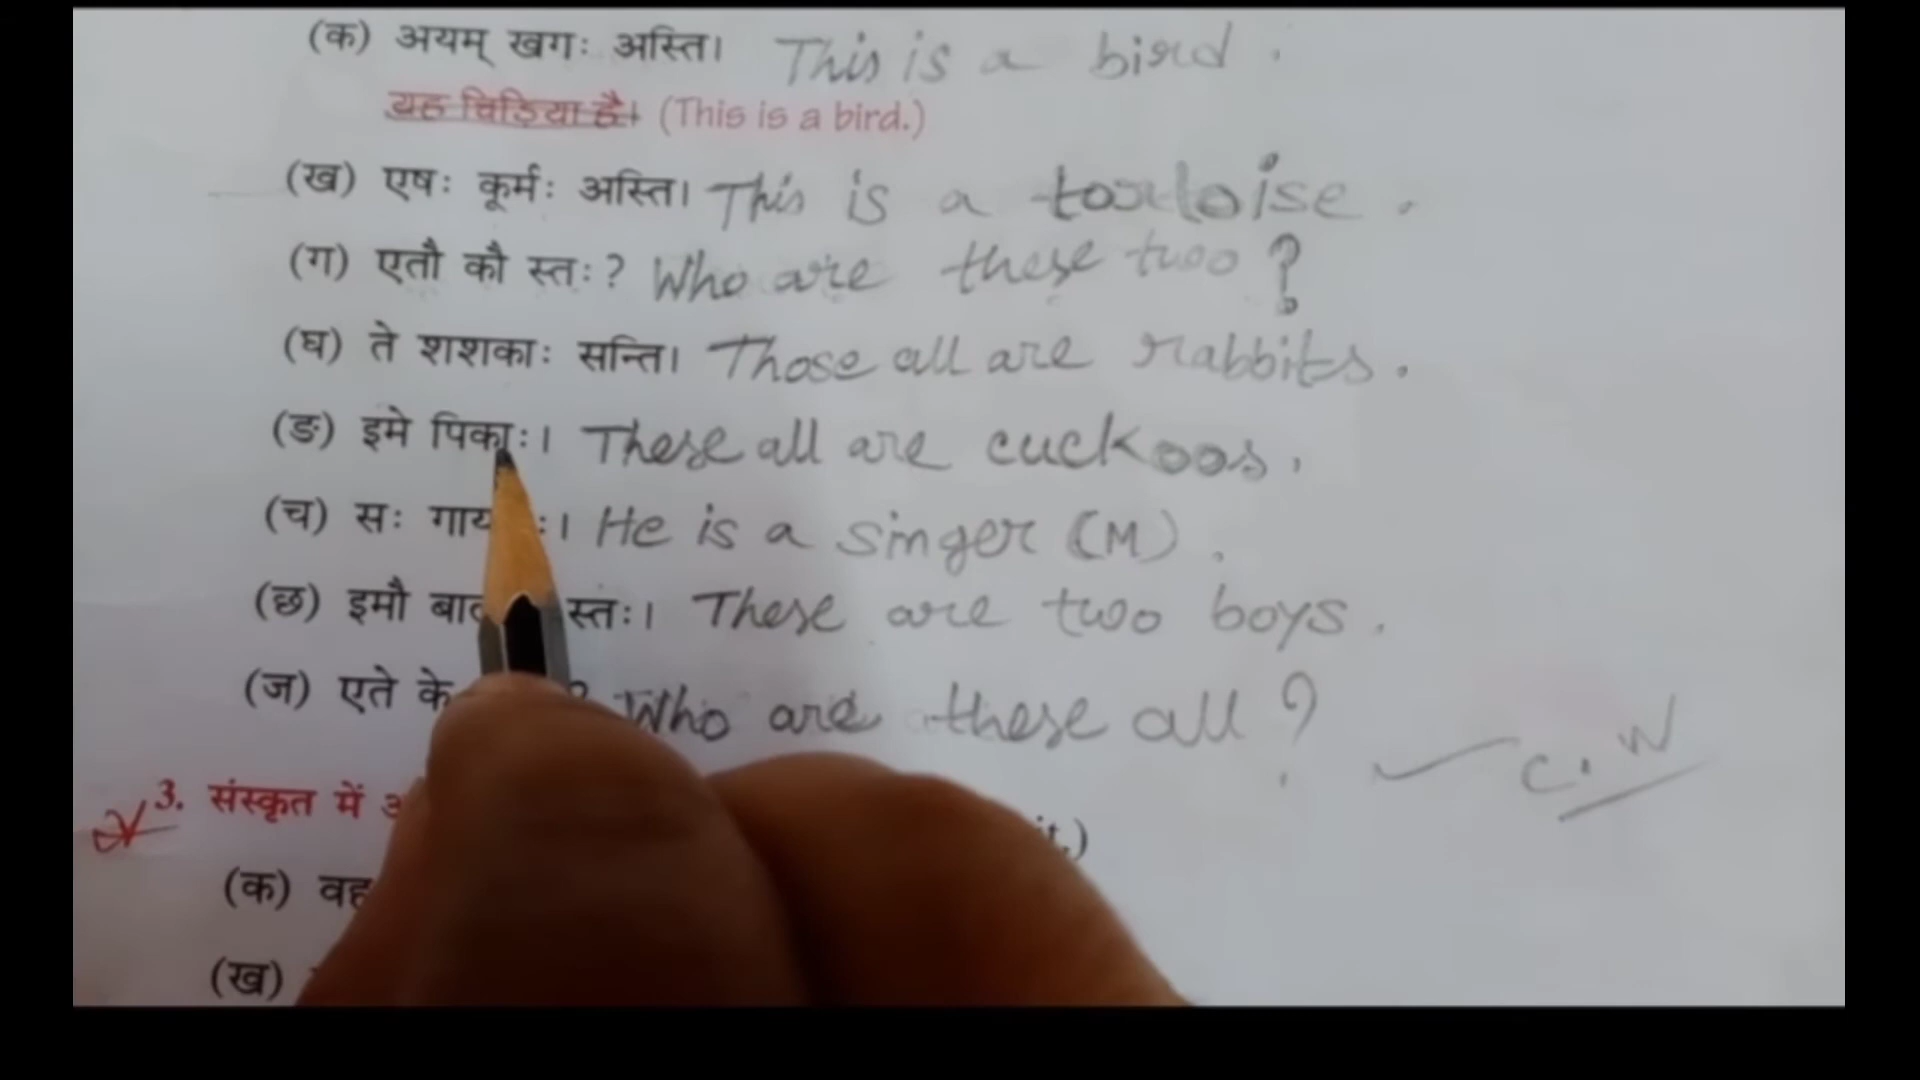 (क) अयम् खगः अस्ति। This is a bird.
यह चिड़िया है। (This is a bird.)
(ख) एषः कूर्मः अस्ति। This is a tortoise.
(ग) एतौ कौ स्तः? Who are these two?
(घ) ते शशकाः सन्ति। Those all are rabbits.
(ङ) इमे पिकाः। These all are cuckoos.
(च) सः He is a singer (M).
(छ) इमौ स्तः। These are two boys.
(ज) एते के ? Who are these all?
C.W
3. संस्कृत में
(क) वह
(ख)